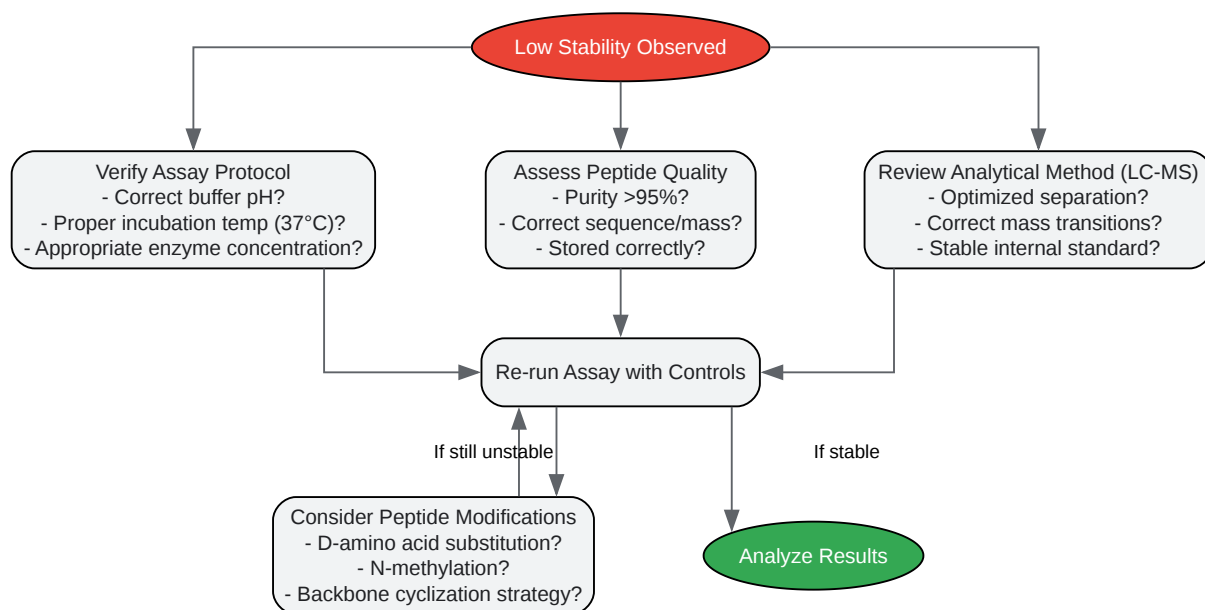 Low Stability Observed
Verify Assay Protocol
- Correct buffer pH?
- Proper incubation temp (37°C)?
- Appropriate enzyme concentration?
Assess Peptide Quality
- Purity >95%?
- Correct sequence/mass?
- Stored correctly?
Review Analytical Method (LC-MS)
- Optimized separation?
- Correct mass transitions?
- Stable internal standard?
Re-run Assay with Controls
If still unstable
If stable
Consider Peptide Modifications
- D-amino acid substitution?
- N-methylation?
- Backbone cyclization strategy?
Analyze Results